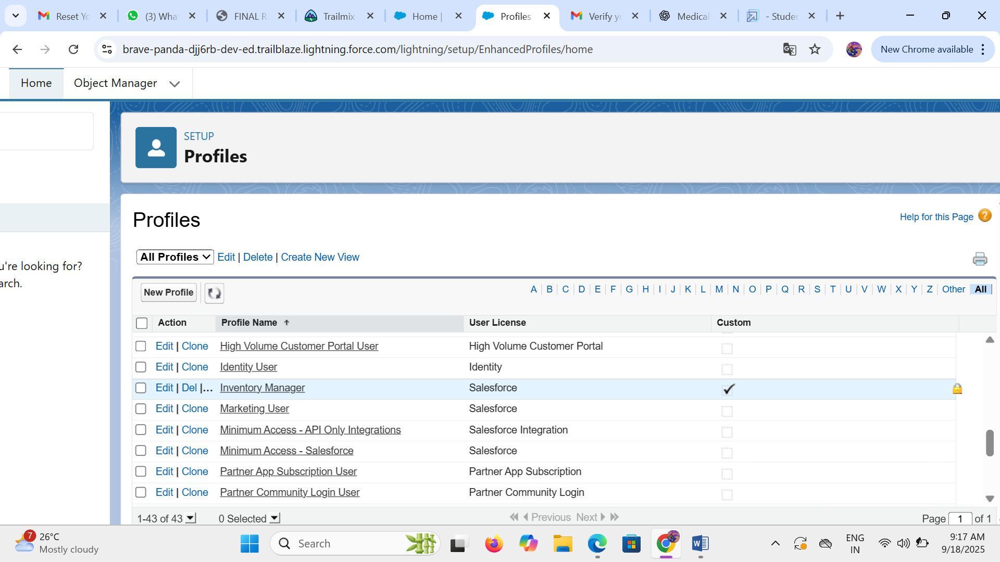 Reset Yo
(3) What
FINAL R
Trailmix
Home |
Profiles
Verify yo
Medical
- Studen
brave-panda-djj6rb-dev-ed.trailblaze.lightning.force.com/lightning/setup/EnhancedProfiles/home
New Chrome available
Home
Object Manager
SETUP
Profiles
u're looking for?
arch.
Profiles
Help for this Page
All Profiles Edit | Delete | Create New View
New Profile
A B C D E F G H I J K L M N O P Q R S T U V W X Y Z Other All
Action Profile Name User License Custom
Edit | Clone High Volume Customer Portal User High Volume Customer Portal
Edit | Clone Identity User Identity
Edit | Del |... Inventory Manager Salesforce
Edit | Clone Marketing User Salesforce
Edit | Clone Minimum Access - API Only Integrations Salesforce Integration
Edit | Clone Minimum Access - Salesforce Salesforce
Edit | Clone Partner App Subscription User Partner App Subscription
Edit | Clone Partner Community Login User Partner Community Login
1-43 of 43 0 Selected Previous Next Page 1 of 1
7
26°C
Mostly cloudy
Search
ENG
IN
9:17 AM
9/18/2025